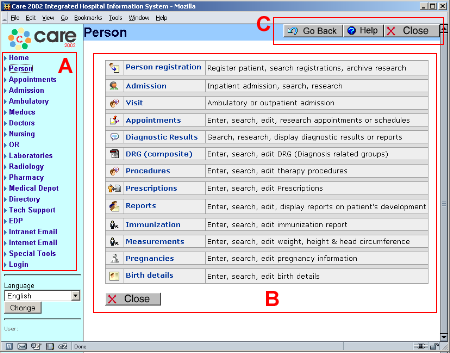 Care 2002 Integrated Hospital Information System - Mozilla
File Edit View Go Bookmarks Tools Window Help
care
2002
Person
C
Go Back
Help
Close
A
Home
Person
Appointments
Admission
Ambulatory
Medocs
Doctors
Nursing
OR
Laboratories
Radiology
Pharmacy
Medical Depot
Directory
Tech Support
EDP
Intranet Email
Internet Email
Special Tools
Login
Language
English
Change
User:
Person registration Register patient, search registrations, archive research
Admission Inpatient admission, search, research
Visit Ambulatory or outpatient admission
Appointments Enter, search, edit, research appointments or schedules
Diagnostic Results Search, research, display diagnostic results or reports
DRG (composite) Enter, search, edit DRG (Diagnosis related groups)
Procedures Enter, search, edit therapy procedures
Prescriptions Enter, search, edit Prescriptions
Reports Enter, search, edit, display reports on patient's development
Immunization Enter, search, edit immunization report
Measurements Enter, search, edit weight, height & head circumference
Pregnancies Enter, search, edit pregnancy information
Birth details Enter, search, edit birth details
Close
B
Done